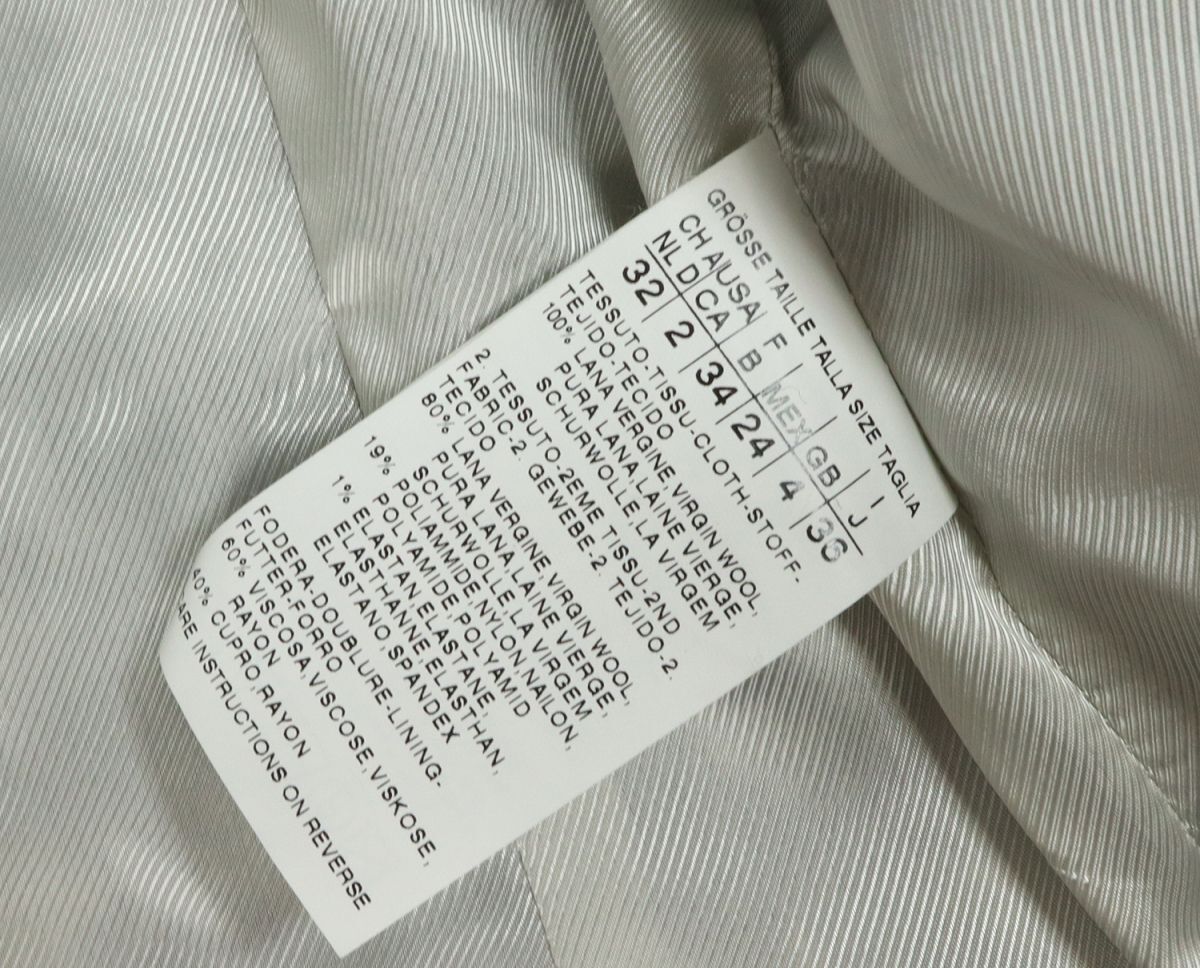 GRÖSSE TAILLE TALLA SIZE TAGLIA
CH A USA F I
NL D CA B MEX GB J
32 2 34 24 4 36
TESSUTO-TISSU-CLOTH-STOFF-
TEJIDO-TECIDO
100% LANA VERGINE,VIRGIN WOOL,
PURA LANA,LAINE VIERGE,
SCHURWOLLE,LA VIRGEM
2. TESSUTO-2EME TISSU-2ND
FABRIC-2. GEWEBE-2. TEJIDO-2.
TECIDO
80% LANA VERGINE,VIRGIN WOOL,
PURA LANA,LAINE VIERGE,
SCHURWOLLE,LA VIRGEM
19% POLIAMMIDE,NYLON,NAILON,
POLYAMIDE,POLYAMID
1% ELASTAN,ELASTANE,
ELASTHANNE,ELASTHAN,
ELASTANO,SPANDEX
FODERA-DOUBLURE-LINING-
FUTTER-FORRO
60% VISCOSA,VISCOSE,VISKOSE,
RAYON
40% CUPRO,RAYON
ARE INSTRUCTIONS ON REVERSE